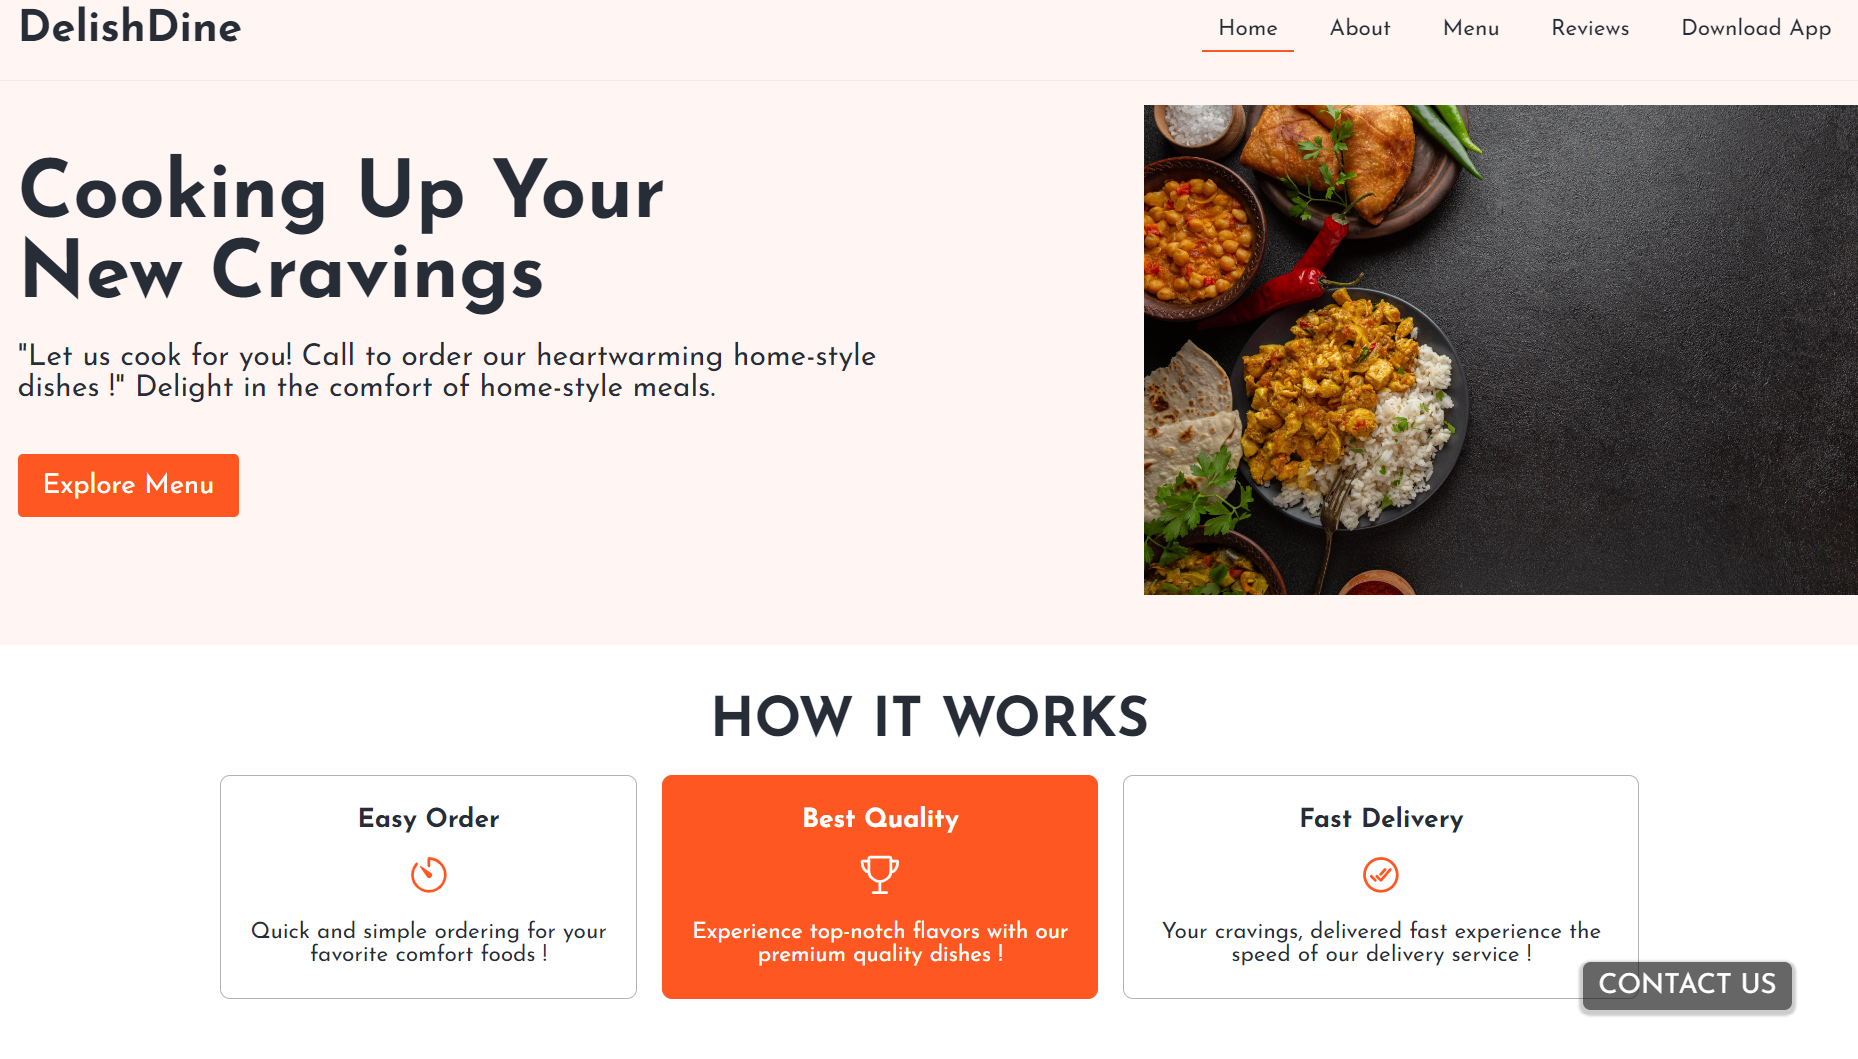 DelishDine
Home
About
Menu
Reviews
Download App
Cooking Up Your
New Cravings
"Let us cook for you! Call to order our heartwarming home-style
dishes !" Delight in the comfort of home-style meals.
Explore Menu
HOW IT WORKS
Easy Order
Quick and simple ordering for your
favorite comfort foods !
Best Quality
Experience top-notch flavors with our
premium quality dishes !
Fast Delivery
Your cravings, delivered fast experience the
speed of our delivery service !
CONTACT US